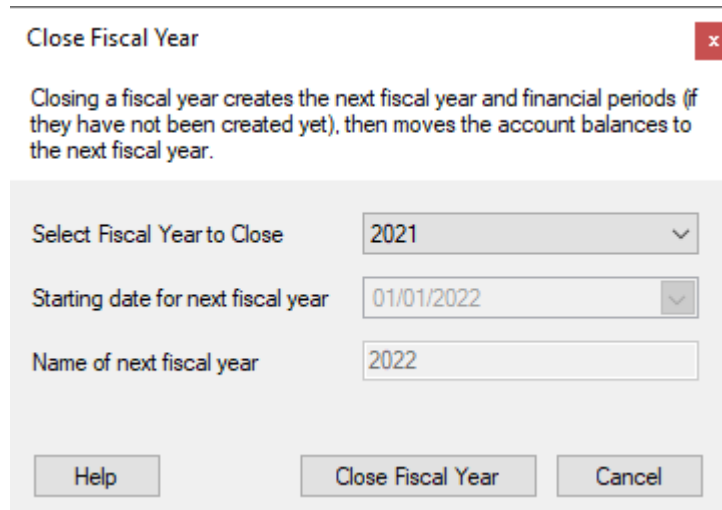 Close Fiscal Year
x
Closing a fiscal year creates the next fiscal year and financial periods (if
they have not been created yet), then moves the account balances to
the next fiscal year.
Select Fiscal Year to Close 2021
Starting date for next fiscal year 01/01/2022
Name of next fiscal year 2022
Help Close Fiscal Year Cancel